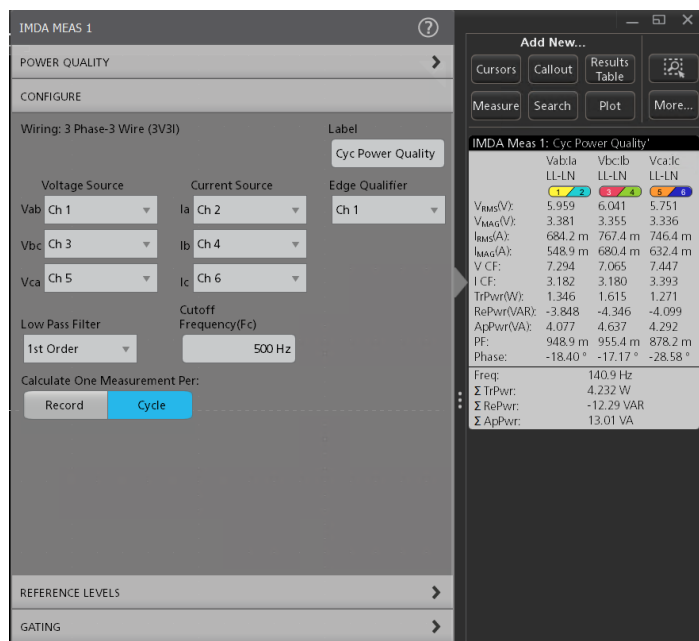 IMDA MEAS 1
?
POWER QUALITY
CONFIGURE
Wiring: 3 Phase-3 Wire (3V3I)
Label
Cyc Power Quality
Voltage Source
Current Source
Edge Qualifier
Vab Ch 1
Ia Ch 2
Ch 1
Vbc Ch 3
Ib Ch 4
Vca Ch 5
Ic Ch 6
Low Pass Filter
Cutoff
Frequency(Fc)
1st Order
500 Hz
Calculate One Measurement Per:
Record
Cycle
REFERENCE LEVELS
GATING
Add New...
Cursors
Callout
Results
Table
Measure
Search
Plot
More...
IMDA Meas 1: Cyc Power Quality'
Vab:Ia Vbc:Ib Vca:Ic
LL-LN LL-LN LL-LN
1 2 3 4 5 6
VRMS(V): 5.959 6.041 5.751
VMAG(V): 3.381 3.355 3.336
IRMS(A): 684.2 m 767.4 m 746.4 m
IMAG(A): 548.9 m 680.4 m 632.4 m
V CF: 7.294 7.065 7.447
I CF: 3.182 3.180 3.393
TrPwr(W): 1.346 1.615 1.271
RePwr(VAR): -3.848 -4.346 -4.099
ApPwr(VA): 4.077 4.637 4.292
PF: 948.9 m 955.4 m 878.2 m
Phase: -18.40 ° -17.17 ° -28.58 °
Freq: 140.9 Hz
Σ TrPwr: 4.232 W
Σ RePwr: -12.29 VAR
Σ ApPwr: 13.01 VA